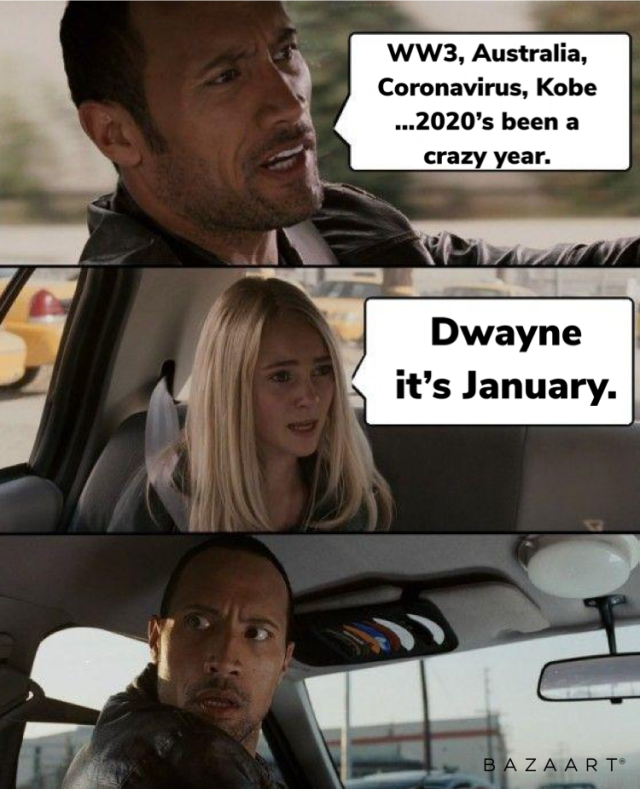 WW3, Australia,
Coronavirus, Kobe
...2020’s been a
crazy year.
Dwayne
it’s January.
BAZAART®